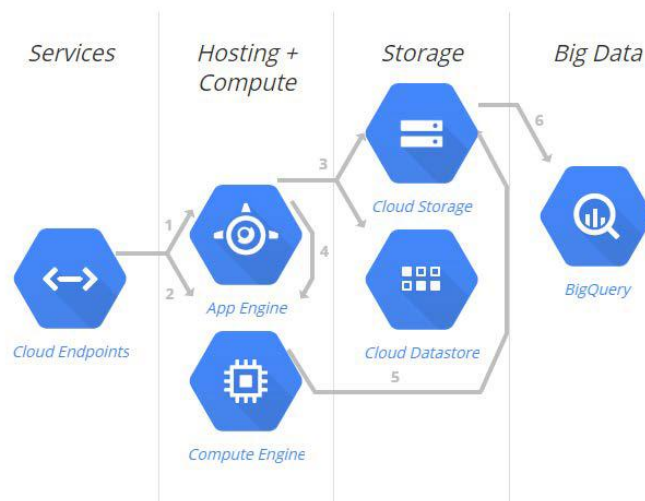 Services
Hosting +
Compute
Storage
Big Data
6
3
1
Cloud Storage
4
2
App Engine
BigQuery
Cloud Endpoints
Cloud Datastore
5
Compute Engine